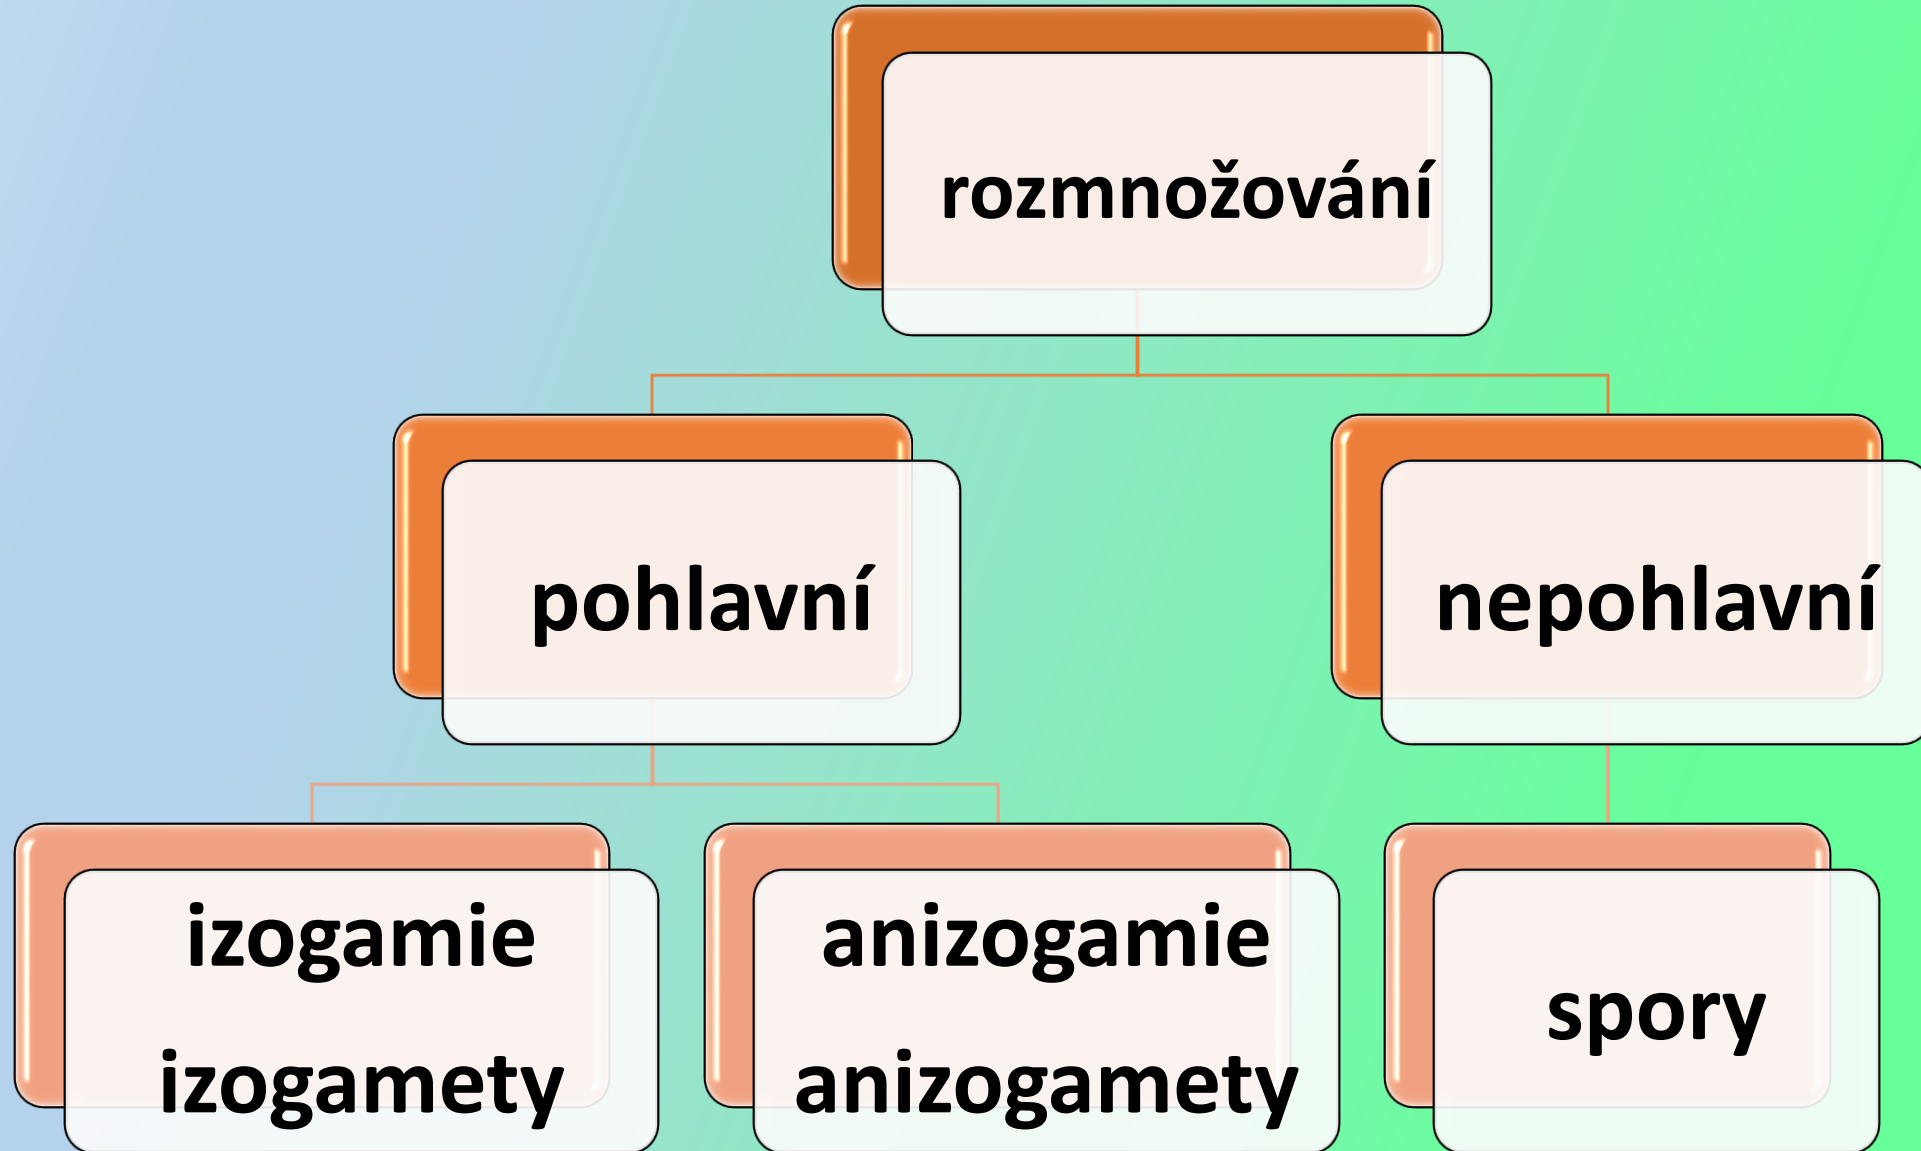 rozmnožování
pohlavní
nepohlavní
izogamie
izogamety
anizogamie
anizogamety
spory